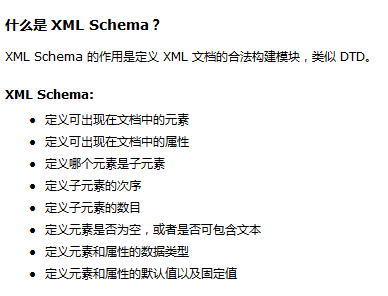 什么是 XML Schema？
XML Schema 的作用是定义 XML 文档的合法构建模块，类似 DTD。
XML Schema:
定义可出现在文档中的元素
定义可出现在文档中的属性
定义哪个元素是子元素
定义子元素的次序
定义子元素的数目
定义元素是否为空，或者是否可包含文本
定义元素和属性的数据类型
定义元素和属性的默认值以及固定值